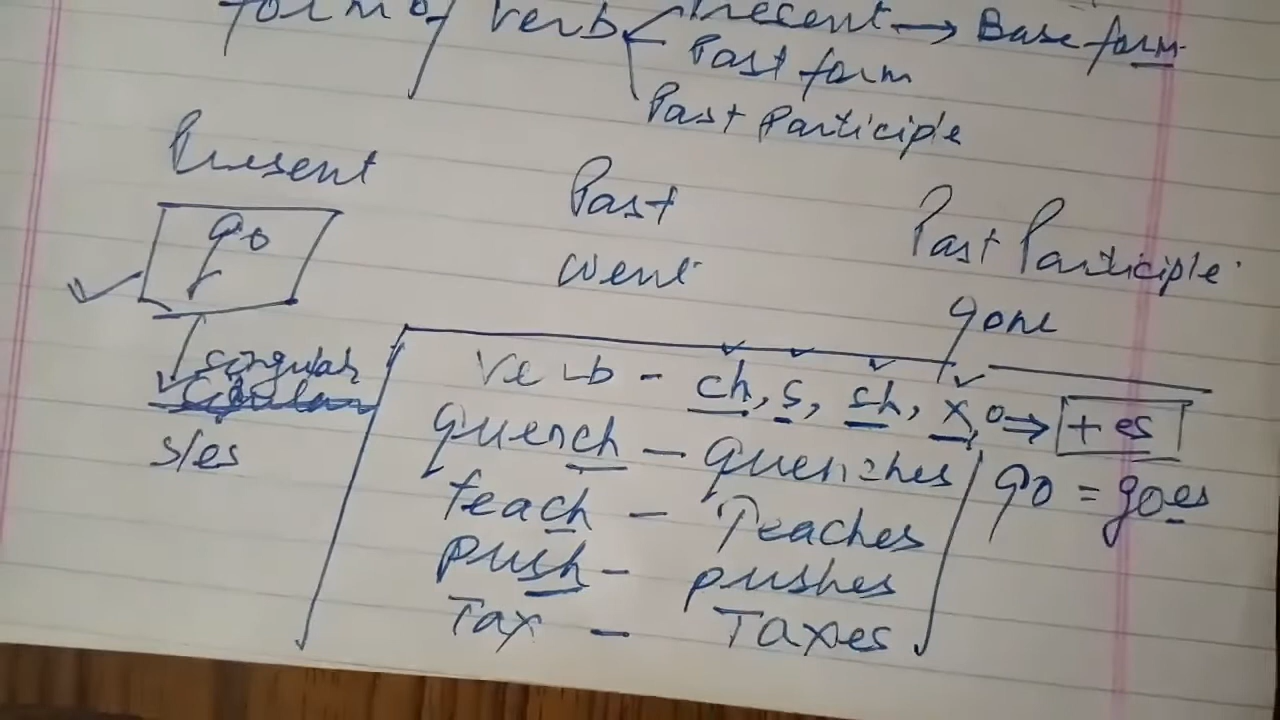 form of verb Present → Base form
Past form
Past Participle
Present Past Past Participle
go went gone
singular
s/es
verb - ch, s, sh, x, o ⇒ + es
quench - quenches go = goes
teach - Teaches
push - pushes
Tax - Taxes